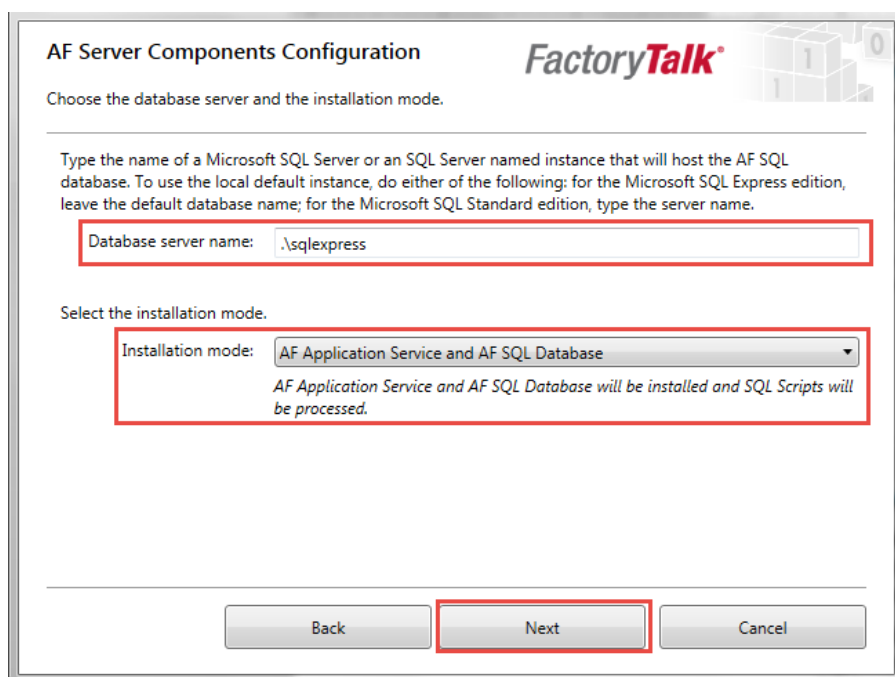 AF Server Components Configuration
FactoryTalk
Choose the database server and the installation mode.
1
0
1
Type the name of a Microsoft SQL Server or an SQL Server named instance that will host the AF SQL
database. To use the local default instance, do either of the following: for the Microsoft SQL Express edition,
leave the default database name; for the Microsoft SQL Standard edition, type the server name.
Database server name: .\sqlexpress
Select the installation mode.
Installation mode: AF Application Service and AF SQL Database
AF Application Service and AF SQL Database will be installed and SQL Scripts will
be processed.
Back Next Cancel